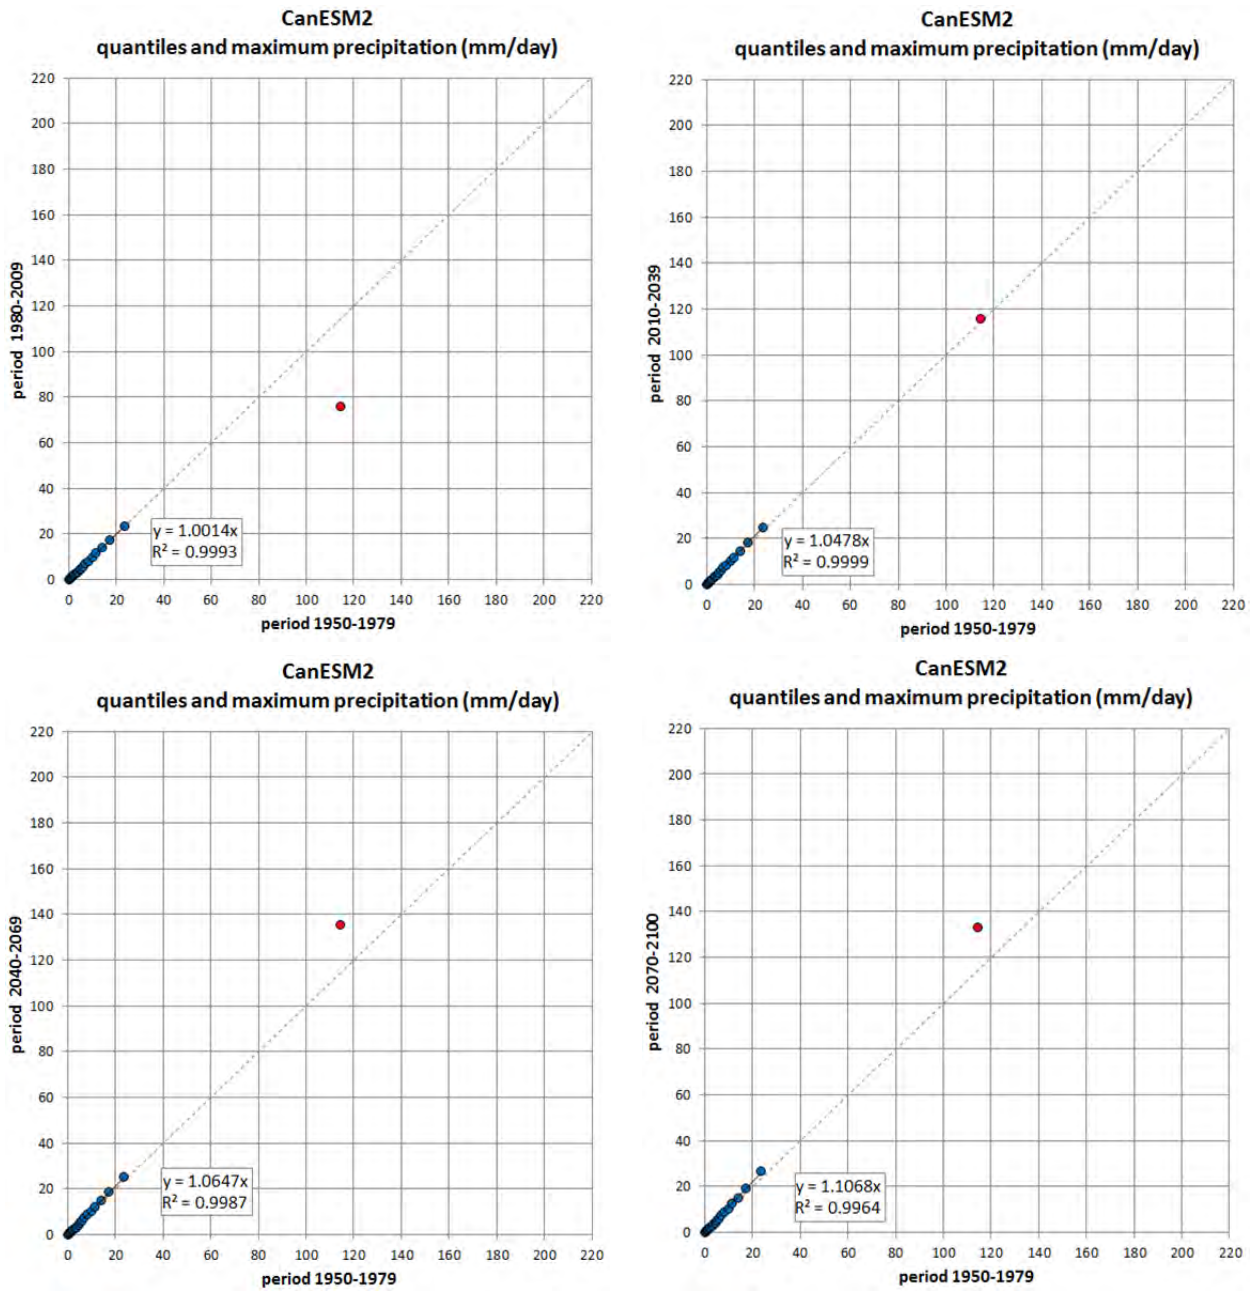 CanESM2
quantiles and maximum precipitation (mm/day)
220
200
180
160
140
120
100
80
60
40
20
0
period 1980-2009
y = 1.0014x
R² = 0.9993
0 20 40 60 80 100 120 140 160 180 200 220
period 1950-1979
CanESM2
quantiles and maximum precipitation (mm/day)
220
200
180
160
140
120
100
80
60
40
20
0
period 2010-2039
y = 1.0478x
R² = 0.9999
0 20 40 60 80 100 120 140 160 180 200 220
period 1950-1979
CanESM2
quantiles and maximum precipitation (mm/day)
220
200
180
160
140
120
100
80
60
40
20
0
period 2040-2069
y = 1.0647x
R² = 0.9987
0 20 40 60 80 100 120 140 160 180 200 220
period 1950-1979
CanESM2
quantiles and maximum precipitation (mm/day)
220
200
180
160
140
120
100
80
60
40
20
0
period 2070-2100
y = 1.1068x
R² = 0.9964
0 20 40 60 80 100 120 140 160 180 200 220
period 1950-1979